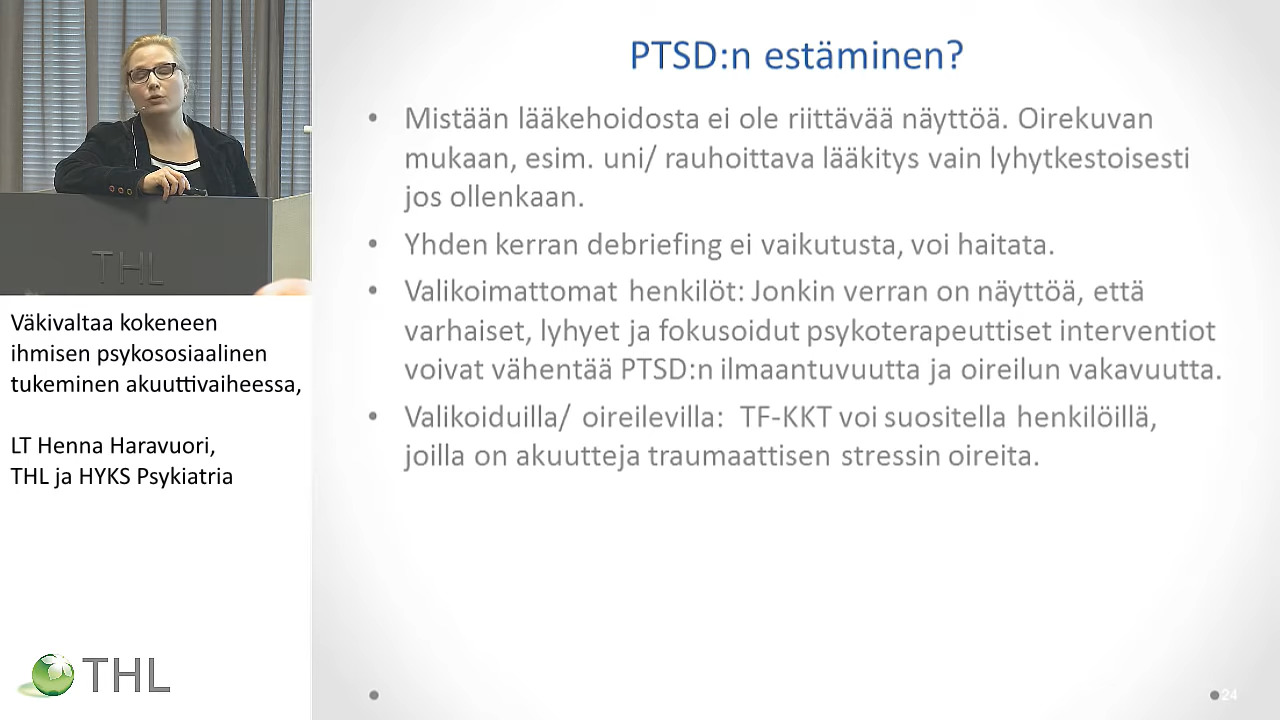 THL
Väkivaltaa kokeneen
ihmisen psykososiaalinen
tukeminen akuuttivaiheessa,
LT Henna Haravuori,
THL ja HYKS Psykiatria
THL
PTSD:n estäminen?
• Mistään lääkehoidosta ei ole riittävää näyttöä. Oirekuvan
mukaan, esim. uni/ rauhoittava lääkitys vain lyhytkestoisesti
jos ollenkaan.
• Yhden kerran debriefing ei vaikutusta, voi haitata.
• Valikoimattomat henkilöt: Jonkin verran on näyttöä, että
varhaiset, lyhyet ja fokusoidut psykoterapeuttiset interventiot
voivat vähentää PTSD:n ilmaantuvuutta ja oireilun vakavuutta.
• Valikoiduilla/ oireilevilla: TF-KKT voi suositella henkilöillä,
joilla on akuutteja traumaattisen stressin oireita.
24